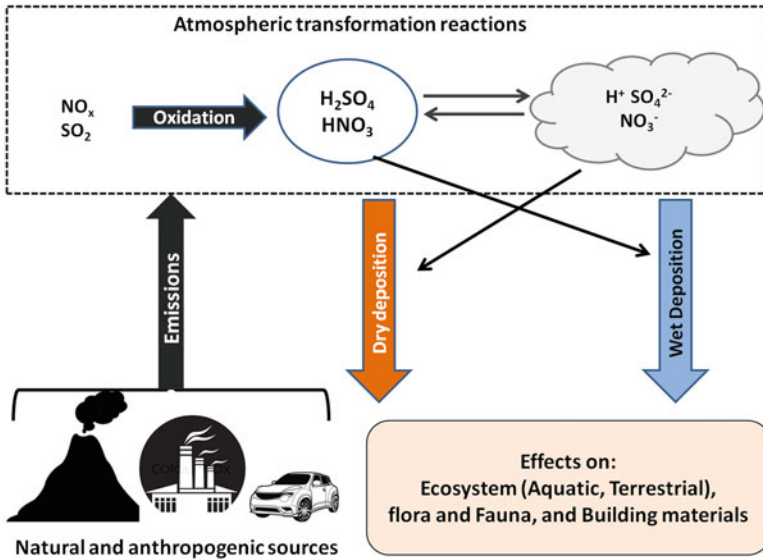 Atmospheric transformation reactions
NOₓ
SO₂
Oxidation
H₂SO₄
HNO₃
H⁺ SO₄²⁻
NO₃⁻
Emissions
Dry deposition
Wet Deposition
Effects on:
Ecosystem (Aquatic, Terrestrial),
flora and Fauna, and Building materials
Natural and anthropogenic sources